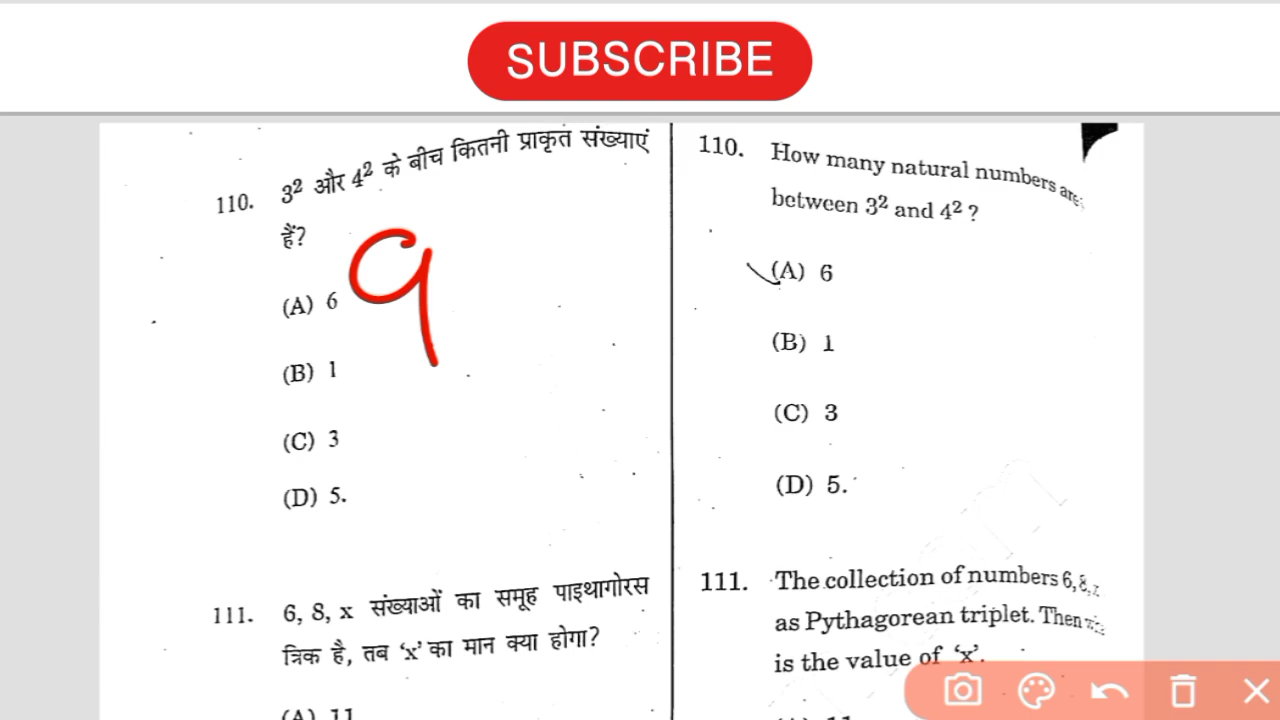 SUBSCRIBE
110. 3² और 4² के बीच कितनी प्राकृत संख्याएं
हैं?
9
(A) 6
(B) 1
(C) 3
(D) 5.
111. 6, 8, x संख्याओं का समूह पाइथागोरस
त्रिक है, तब ‘x’ का मान क्या होगा?
(A) 11
110. How many natural numbers are
between 3² and 4² ?
(A) 6
(B) 1
(C) 3
(D) 5.
111. The collection of numbers 6, 8,
as Pythagorean triplet. Then
is the value of ‘x’.